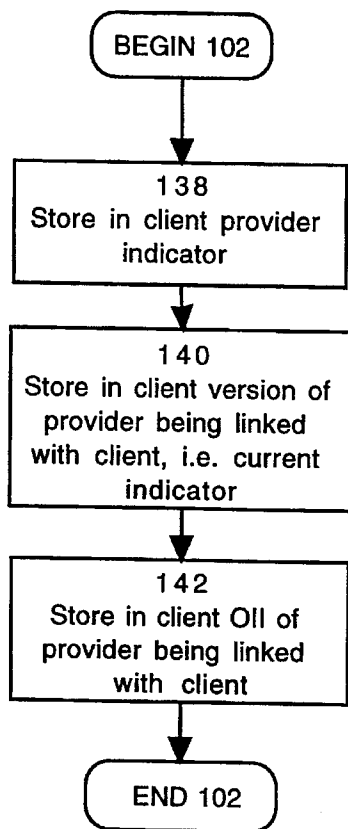 BEGIN 102
138
Store in client provider
indicator
140
Store in client version of
provider being linked
with client, i.e. current
indicator
142
Store in client OII of
provider being linked
with client
END 102